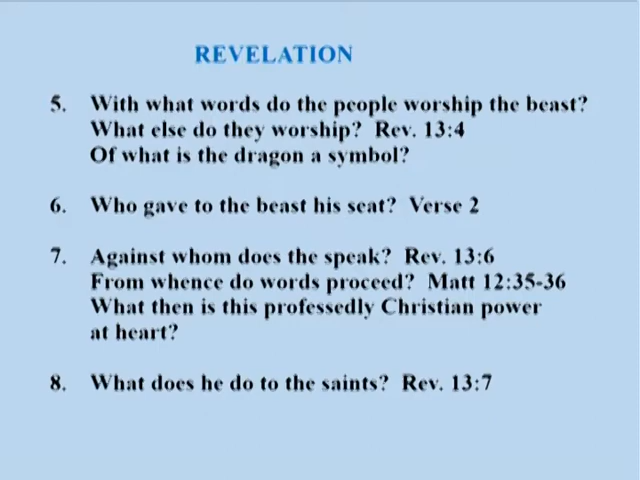 REVELATION
5. With what words do the people worship the beast?
What else do they worship? Rev. 13:4
Of what is the dragon a symbol?
6. Who gave to the beast his seat? Verse 2
7. Against whom does the speak? Rev. 13:6
From whence do words proceed? Matt 12:35-36
What then is this professedly Christian power
at heart?
8. What does he do to the saints? Rev. 13:7